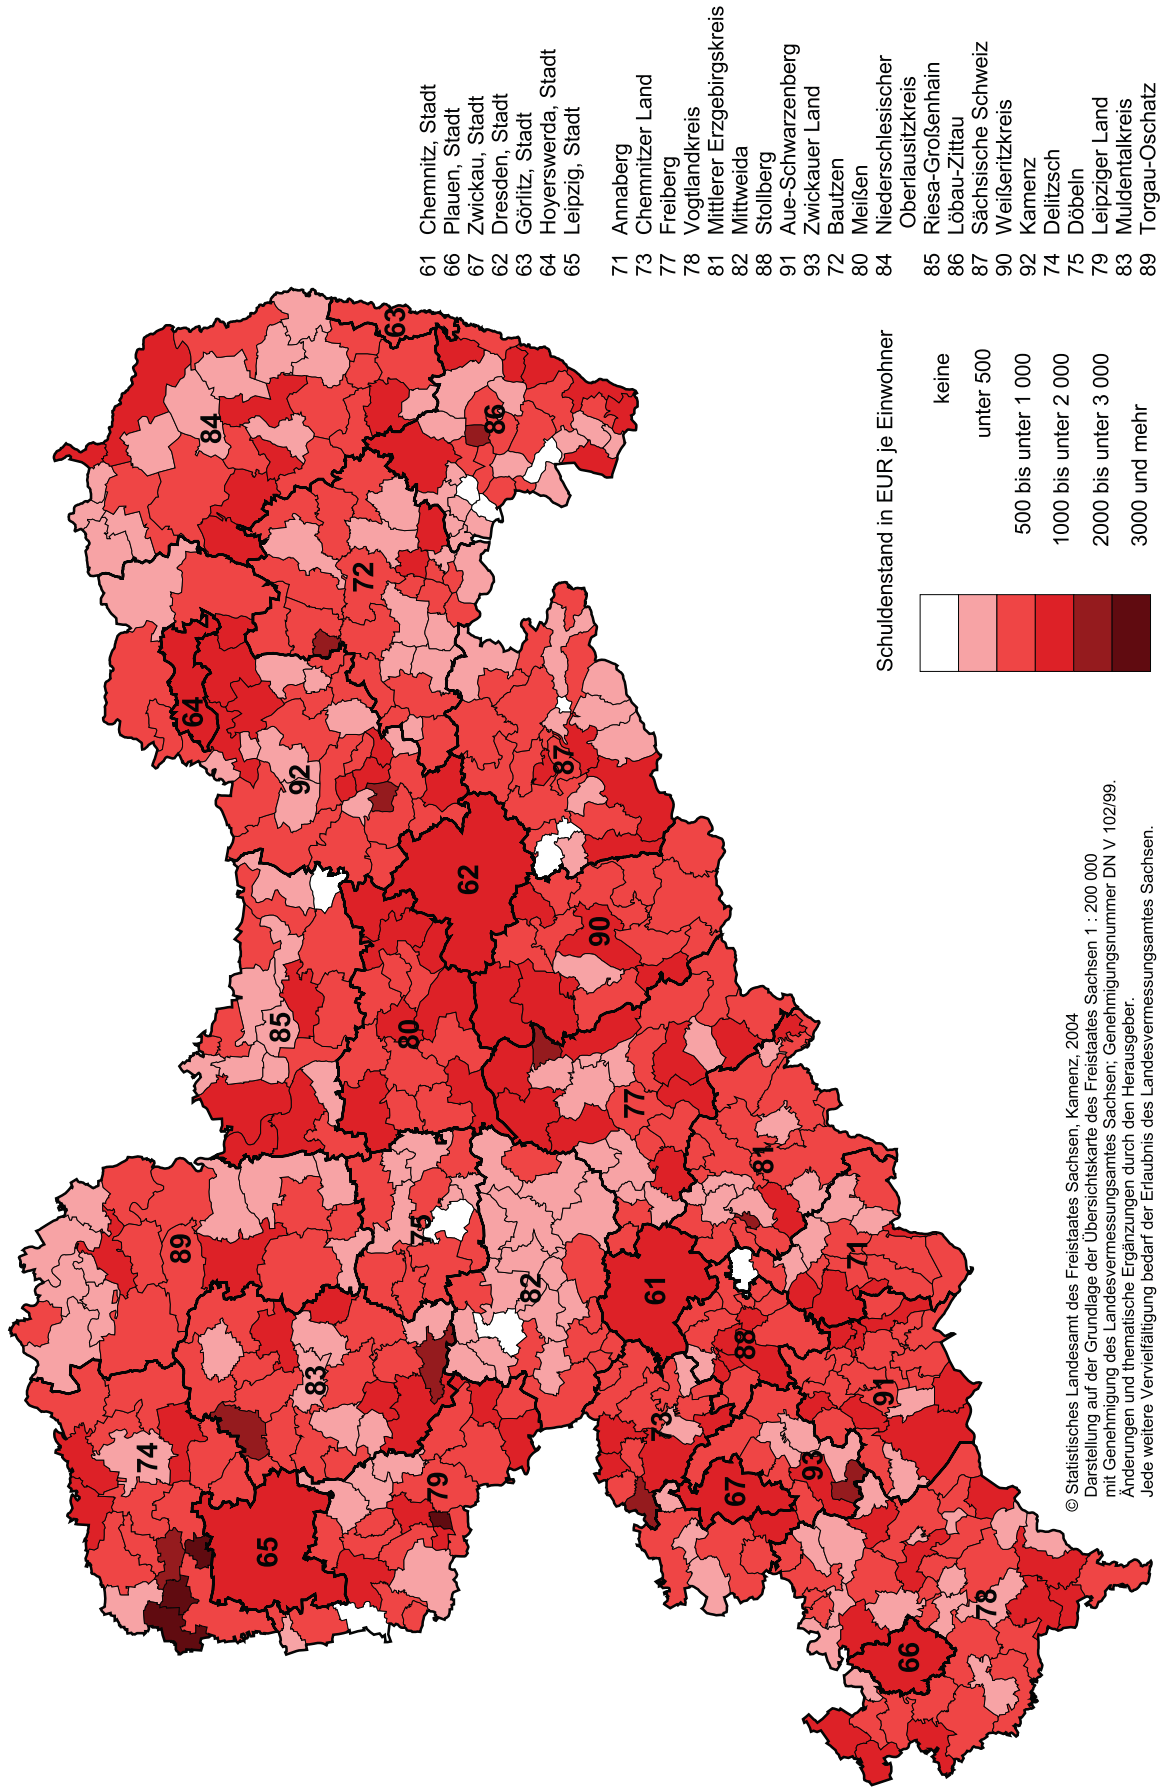 61 Chemnitz, Stadt
66 Plauen, Stadt
67 Zwickau, Stadt
62 Dresden, Stadt
63 Görlitz, Stadt
64 Hoyerswerda, Stadt
65 Leipzig, Stadt
71 Annaberg
73 Chemnitzer Land
77 Freiberg
78 Vogtlandkreis
81 Mittlerer Erzgebirgskreis
82 Mittweida
88 Stollberg
91 Aue-Schwarzenberg
93 Zwickauer Land
72 Bautzen
80 Meißen
84 Niederschlesischer
Oberlausitzkreis
85 Riesa-Großenhain
86 Löbau-Zittau
87 Sächsische Schweiz
90 Weißeritzkreis
92 Kamenz
74 Delitzsch
75 Döbeln
79 Leipziger Land
83 Muldentalkreis
89 Torgau-Oschatz
Schuldenstand in EUR je Einwohner
keine
unter 500
500 bis unter 1 000
1000 bis unter 2 000
2000 bis unter 3 000
3000 und mehr
74
65
89
83
79
75
82
85
80
62
92
64
72
84
63
86
87
90
77
61
81
71
88
73
67
93
91
66
78
© Statistisches Landesamt des Freistaates Sachsen, Kamenz, 2004
Darstellung auf der Grundlage der Übersichtskarte des Freistaates Sachsen 1 : 200 000
mit Genehmigung des Landesvermessungsamtes Sachsen; Genehmigungsnummer DN V 102/99.
Änderungen und thematische Ergänzungen durch den Herausgeber.
Jede weitere Vervielfältigung bedarf der Erlaubnis des Landesvermessungsamtes Sachsen.